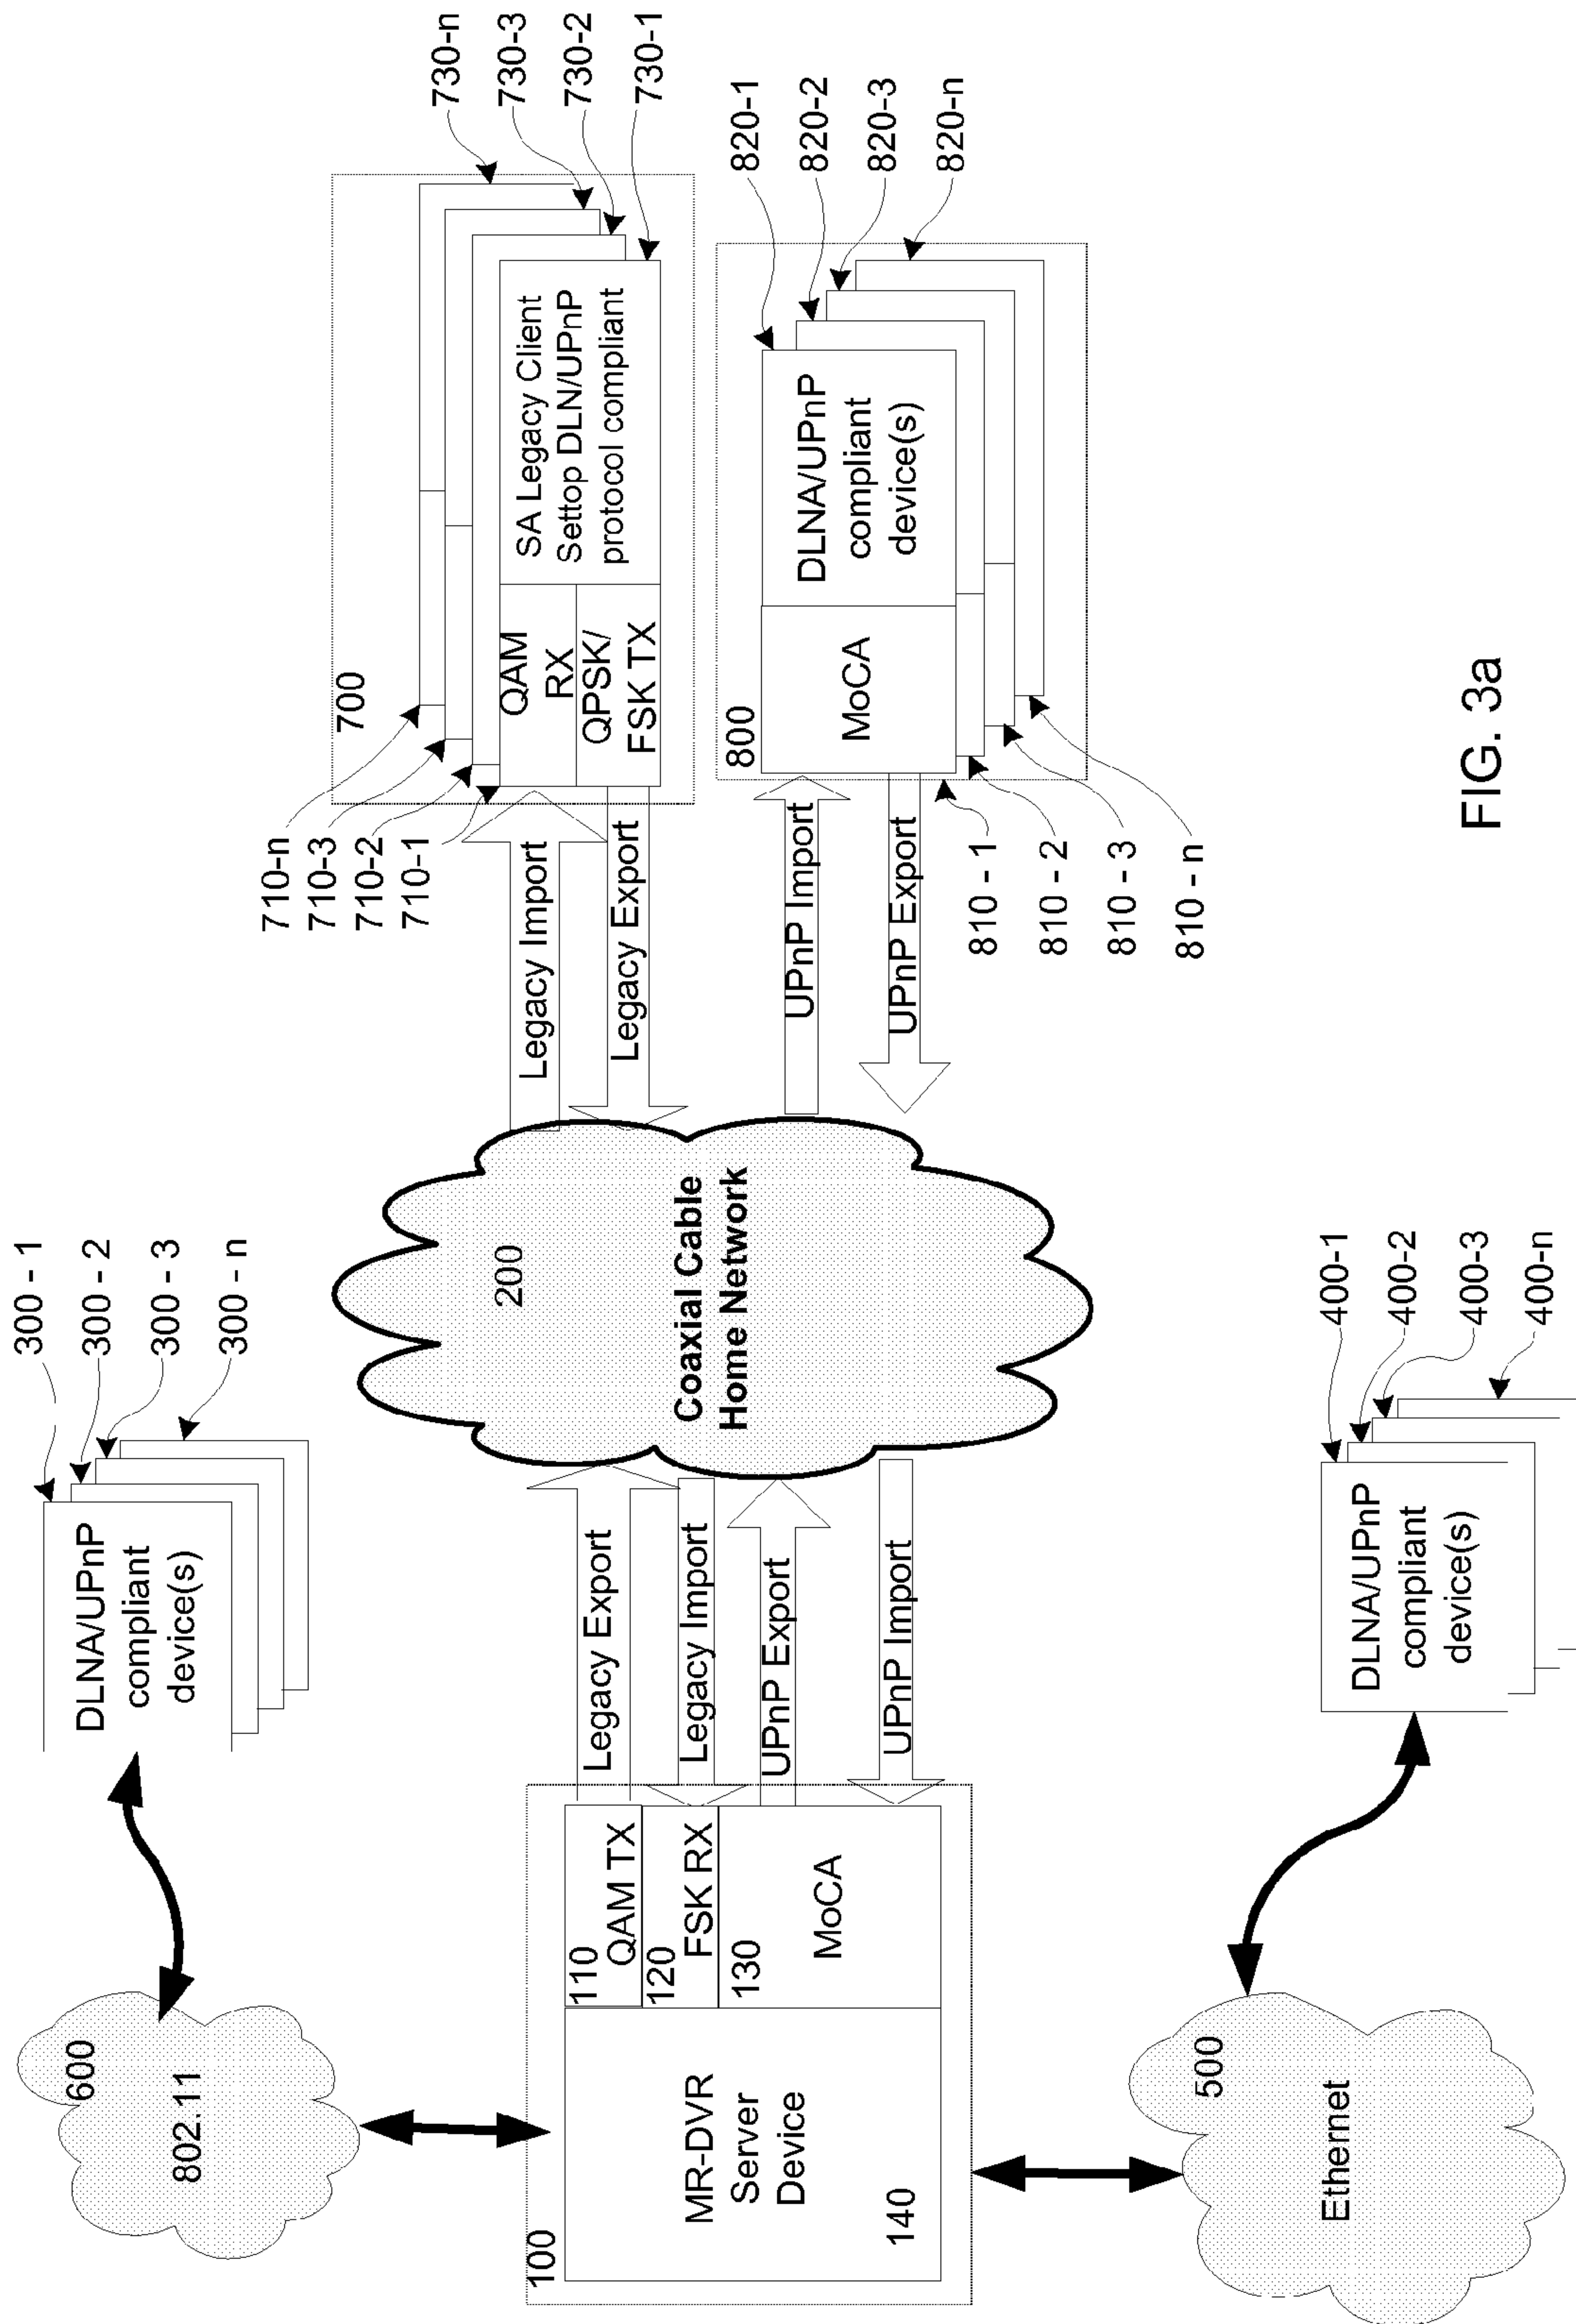 600
802.11
DLNA/UPnP
compliant
device(s)
300 - 1
300 - 2
300 - 3
300 - n
100
MR-DVR
Server
Device
140
110
QAM TX
120
FSK RX
130
MoCA
Legacy Export
Legacy Import
UPnP Export
UPnP Import
200
Coaxial Cable
Home Network
Legacy Import
Legacy Export
UPnP Import
UPnP Export
710-n
710-3
710-2
710-1
700
QAM
RX
QPSK/
FSK TX
SA Legacy Client
Settop DLN/UPnP
protocol compliant
730-n
730-3
730-2
730-1
800
MoCA
DLNA/UPnP
compliant
device(s)
820-1
820-2
820-3
820-n
810 - 1
810 - 2
810 - 3
810 - n
500
Ethernet
DLNA/UPnP
compliant
device(s)
400-1
400-2
400-3
400-n
FIG. 3a